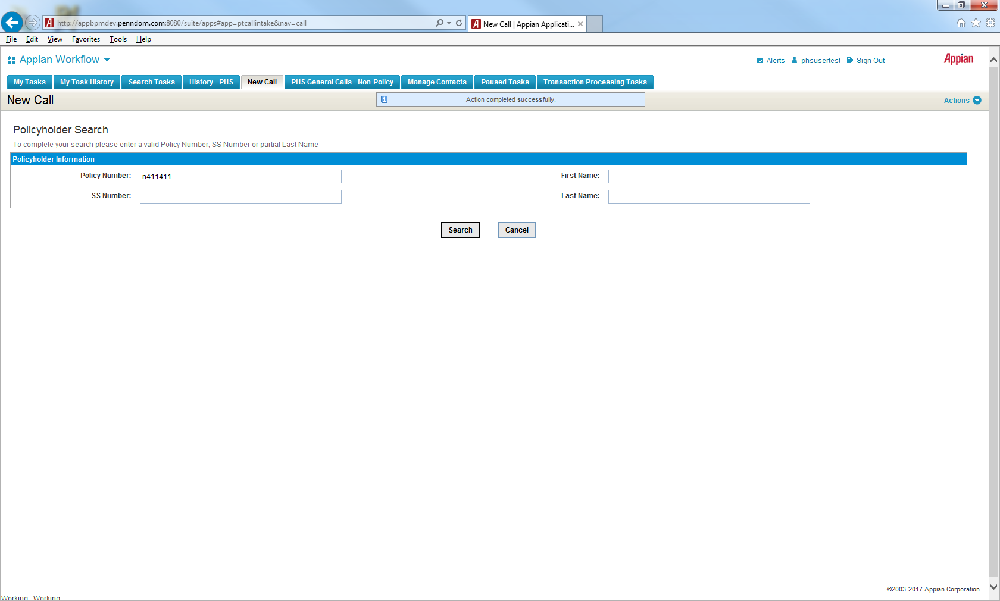 http://appbpmdev.penndom.com:8080/suite/apps#app=ptcallintake&nav=call
New Call | Appian Applicati...
File Edit View Favorites Tools Help
Appian Workflow
Alerts phsusertest Sign Out
Appian
My Tasks My Task History Search Tasks History - PHS New Call PHS General Calls - Non-Policy Manage Contacts Paused Tasks Transaction Processing Tasks
New Call
Action completed successfully.
Actions
Policyholder Search
To complete your search please enter a valid Policy Number, SS Number or partial Last Name
Policyholder Information
Policy Number: n411411 First Name:
SS Number: Last Name:
Search Cancel
©2003-2017 Appian Corporation
Working Working